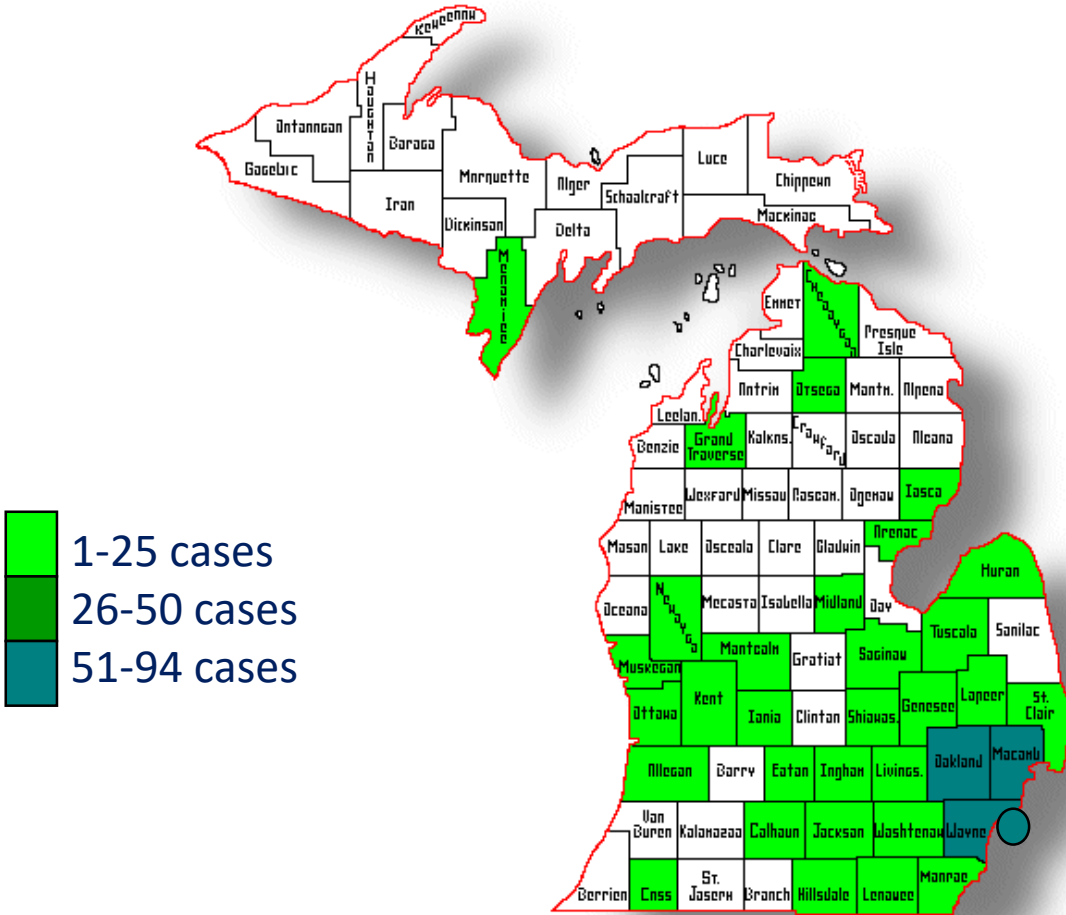 Keweenaw
Houghton
Ontonagon
Baraga
Gogebic
Iron
Marquette
Dickinson
Menominee
Alger
Delta
Schoolcraft
Luce
Chippewa
Mackinac
Emmet
Cheboygan
Presque
Isle
Charlevoix
Antrim
Otsego
Montm.
Alpena
Leelan.
Benzie
Grand
Traverse
Kalks.
Crawford
Oscoda
Alcona
Manistee
Wexford
Missau
Roscom.
Ogemaw
Iosco
Arenac
Mason
Lake
Osceola
Clare
Gladwin
Huron
Oceana
Newaygo
Mecosta
Isabella
Midland
Bay
Tuscola
Sanilac
Muskegon
Montcalm
Gratiot
Saginaw
Ottawa
Kent
Ionia
Clinton
Shiawas.
Genesee
Lapeer
St.
Clair
Allegan
Barry
Eaton
Ingham
Livings.
Oakland
Macomb
Van
Buren
Kalamazoo
Calhoun
Jackson
Washtenaw
Wayne
Berrien
Cass
St.
Joseph
Branch
Hillsdale
Lenawee
Monroe
1-25 cases
26-50 cases
51-94 cases